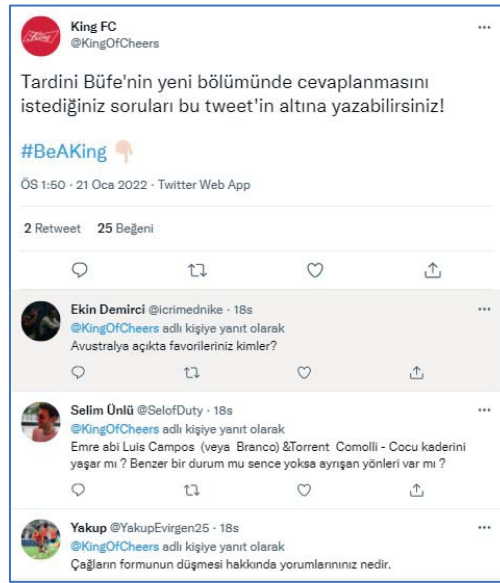 King
King FC
@KingOfCheers
Tardini Büfe'nin yeni bölümünde cevaplanmasını
istediğiniz soruları bu tweet'in altına yazabilirsiniz!
#BeAKing
ÖS 1:50 · 21 Oca 2022 · Twitter Web App
2 Retweet 25 Beğeni
Ekin Demirci @icrimednike · 18s
@KingOfCheers adlı kişiye yanıt olarak
Avustralya açıkta favorileriniz kimler?
Selim Ünlü @SelofDuty · 18s
@KingOfCheers adlı kişiye yanıt olarak
Emre abi Luis Campos (veya Branco) &Torrent Comolli - Cocu kaderini
yaşar mı ? Benzer bir durum mu sence yoksa ayrışan yönleri var mı ?
Yakup @YakupEvirgen25 · 18s
@KingOfCheers adlı kişiye yanıt olarak
Çağların formunun düşmesi hakkında yorumlarınınız nedir.